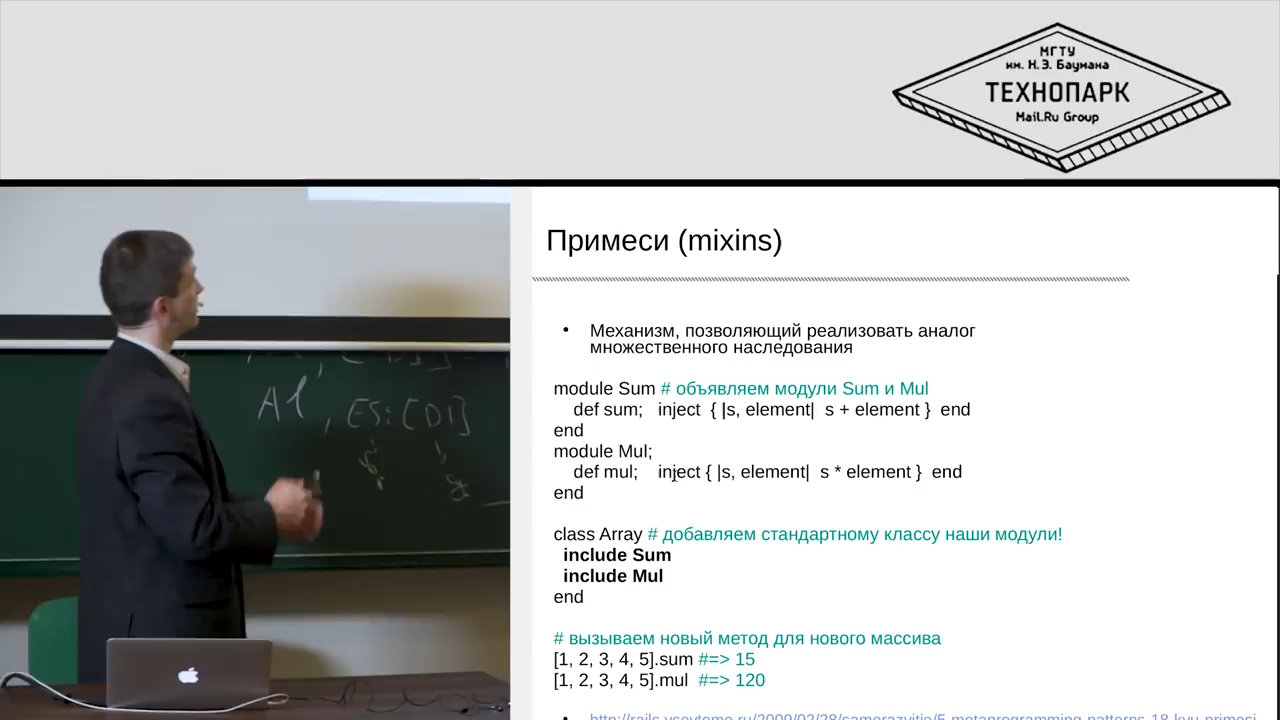 МГТУ
им. Н.Э. Баумана
ТЕХНОПАРК
Mail.Ru Group
Примеси (mixins)
• Механизм, позволяющий реализовать аналог
множественного наследования
module Sum # объявляем модули Sum и Mul
def sum; inject { |s, element| s + element } end
end
module Mul;
def mul; inject { |s, element| s * element } end
end
class Array # добавляем стандартному классу наши модули!
include Sum
include Mul
end
# вызываем новый метод для нового массива
[1, 2, 3, 4, 5].sum #=> 15
[1, 2, 3, 4, 5].mul #=> 120